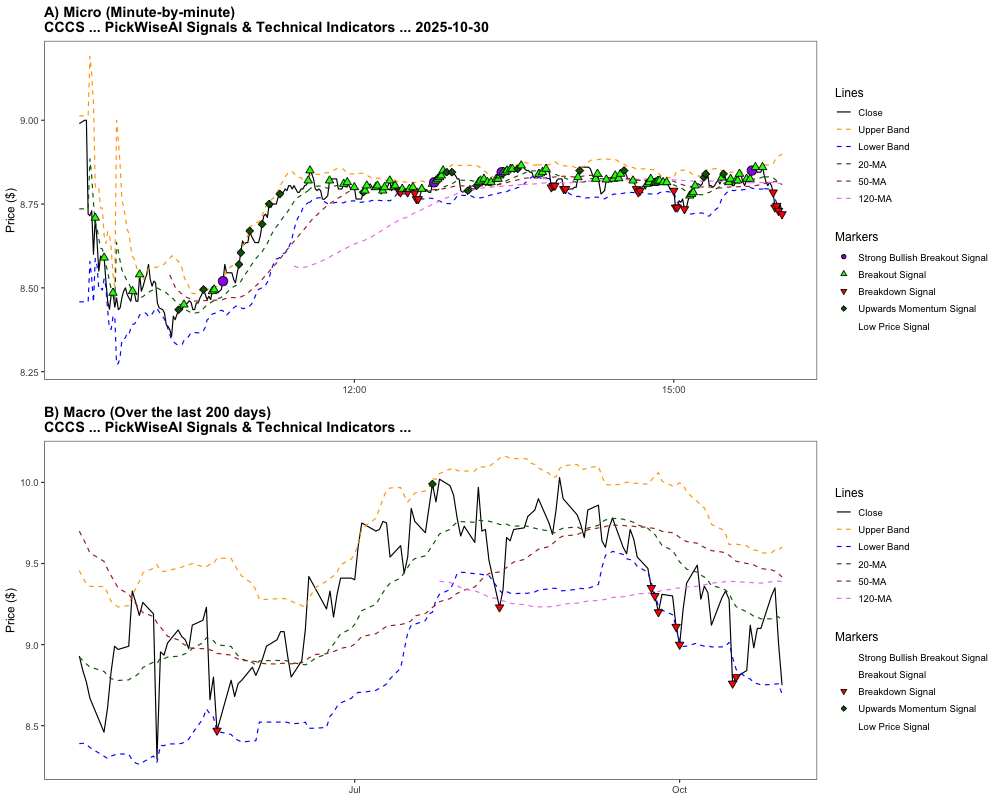 A) Micro (Minute-by-minute)
CCCS ... PickWiseAI Signals & Technical Indicators ... 2025-10-30
Price ($)
9.00
8.75
8.50
8.25
12:00
15:00
Lines
Close
Upper Band
Lower Band
20-MA
50-MA
120-MA
Markers
Strong Bullish Breakout Signal
Breakout Signal
Breakdown Signal
Upwards Momentum Signal
Low Price Signal
B) Macro (Over the last 200 days)
CCCS ... PickWiseAI Signals & Technical Indicators ...
Price ($)
10.0
9.5
9.0
8.5
Jul
Oct
Lines
Close
Upper Band
Lower Band
20-MA
50-MA
120-MA
Markers
Strong Bullish Breakout Signal
Breakout Signal
Breakdown Signal
Upwards Momentum Signal
Low Price Signal